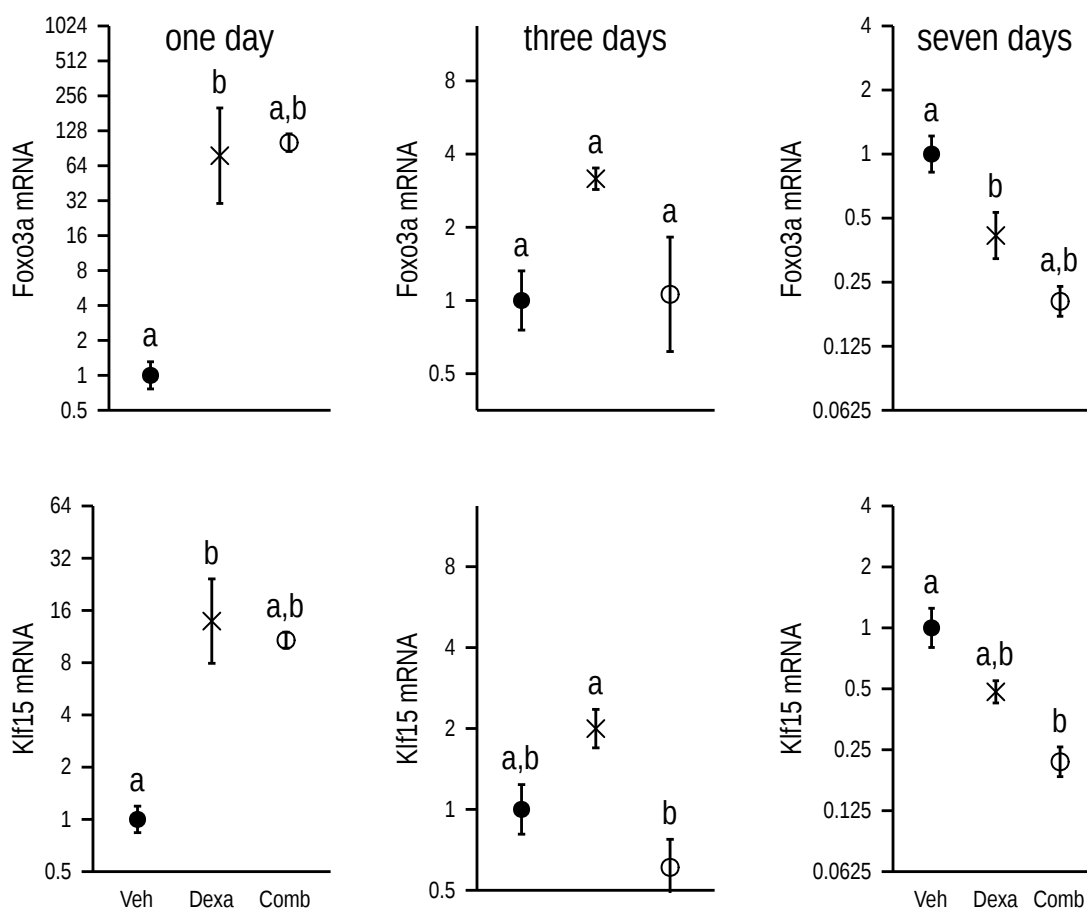 one day
1024
512
256
128
64
32
16
8
4
2
1
0.5
Foxo3a mRNA
a
b
a,b
three days
8
4
2
1
0.5
Foxo3a mRNA
a
a
a
seven days
4
2
1
0.5
0.25
0.125
0.0625
Foxo3a mRNA
a
b
a,b
64
32
16
8
4
2
1
0.5
Klf15 mRNA
a
b
a,b
Veh Dexa Comb
8
4
2
1
0.5
Klf15 mRNA
a,b
a
b
4
2
1
0.5
0.25
0.125
0.0625
Klf15 mRNA
a
a,b
b
Veh Dexa Comb